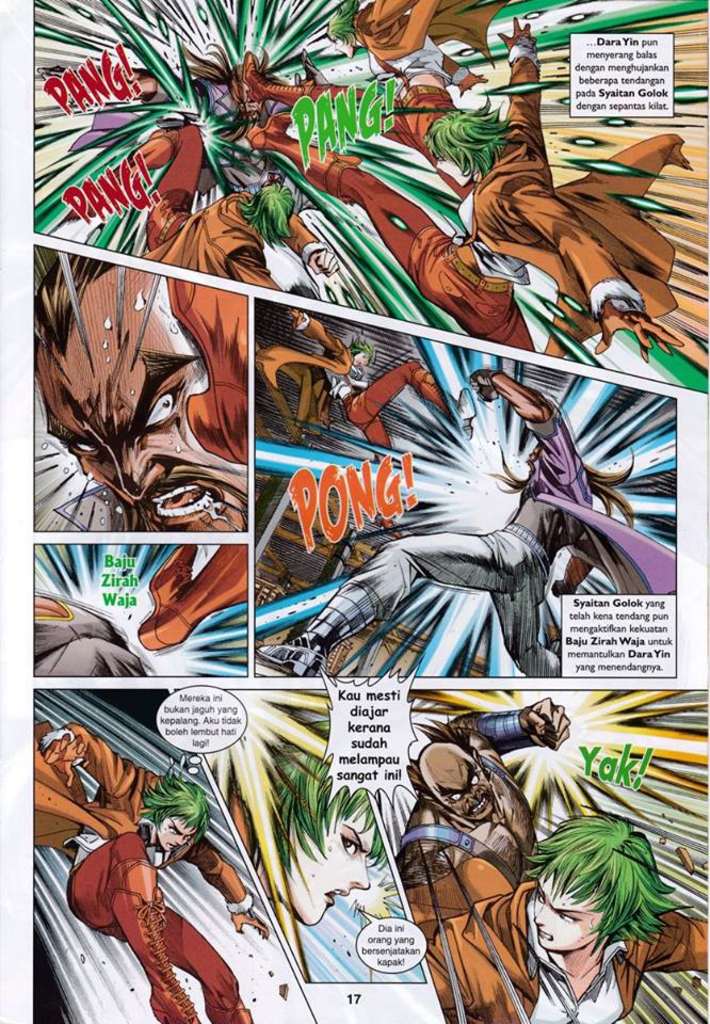 ...Dara Yin pun
menyerang balas
dengan menghujankan
beberapa tendangan
pada Syaitan Golok
dengan sepantas kilat.
PANG!
PANG!
PANG!
PONG!
Baju
Zirah
Waja
Syaitan Golok yang
telah kena tendang pun
mengaktifkan kekuatan
Baju Zirah Waja untuk
memantulkan Dara Yin
yang menendangnya.
Mereka ini
bukan jaguh yang
kepalang. Aku tidak
boleh lembut hati
lagi!
Kau mesti
diajar
kerana
sudah
melampau
sangat ini!
Yak!
Dia ini
orang yang
bersenjatakan
kapak!
17